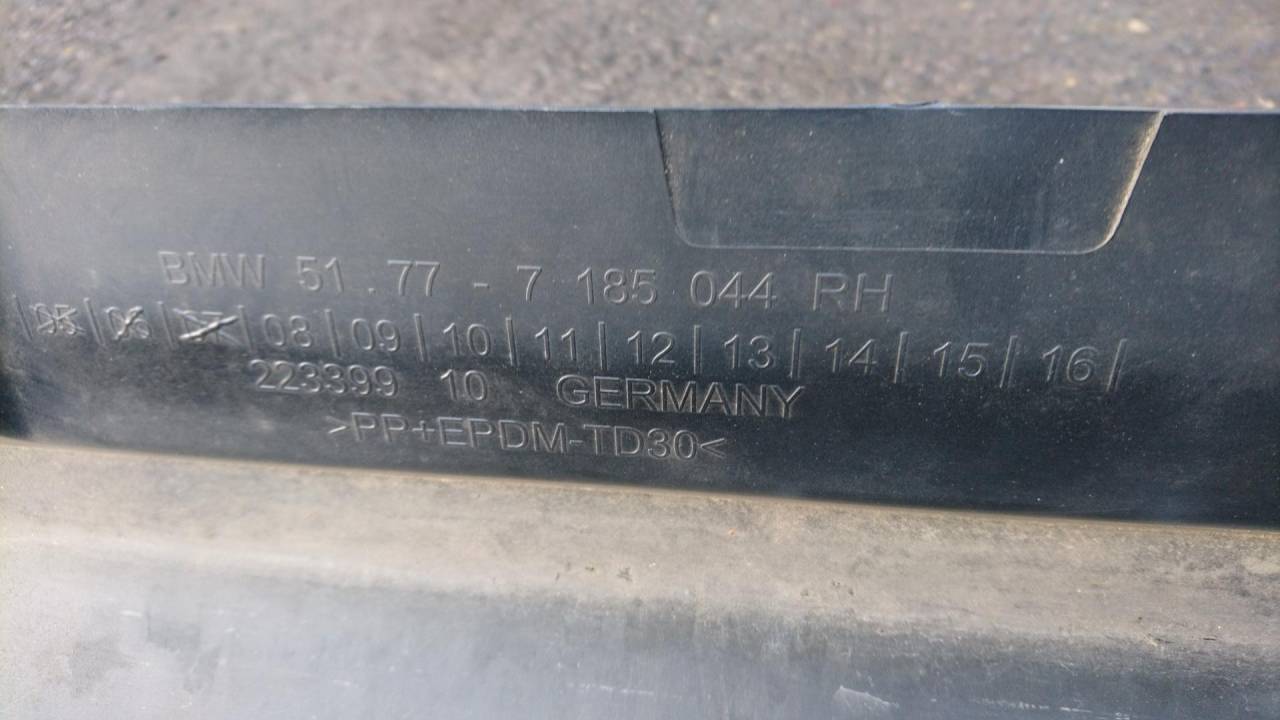 BMW 51.77 - 7 185 044 RH
|05|06|07|08|09|10|11|12|13|14|15|16|
223399 10 GERMANY
>PP+EPDM-TD30<